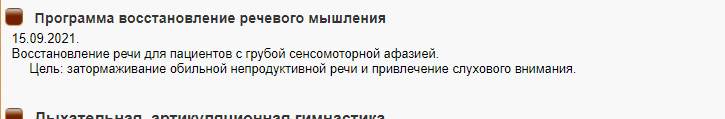 Программа восстановление речевого мышления
15.09.2021.
Восстановление речи для пациентов с грубой сенсомоторной афазией.
Цель: затормаживание обильной непродуктивной речи и привлечение слухового внимания.
Дыхательная, артикуляционная гимнастика